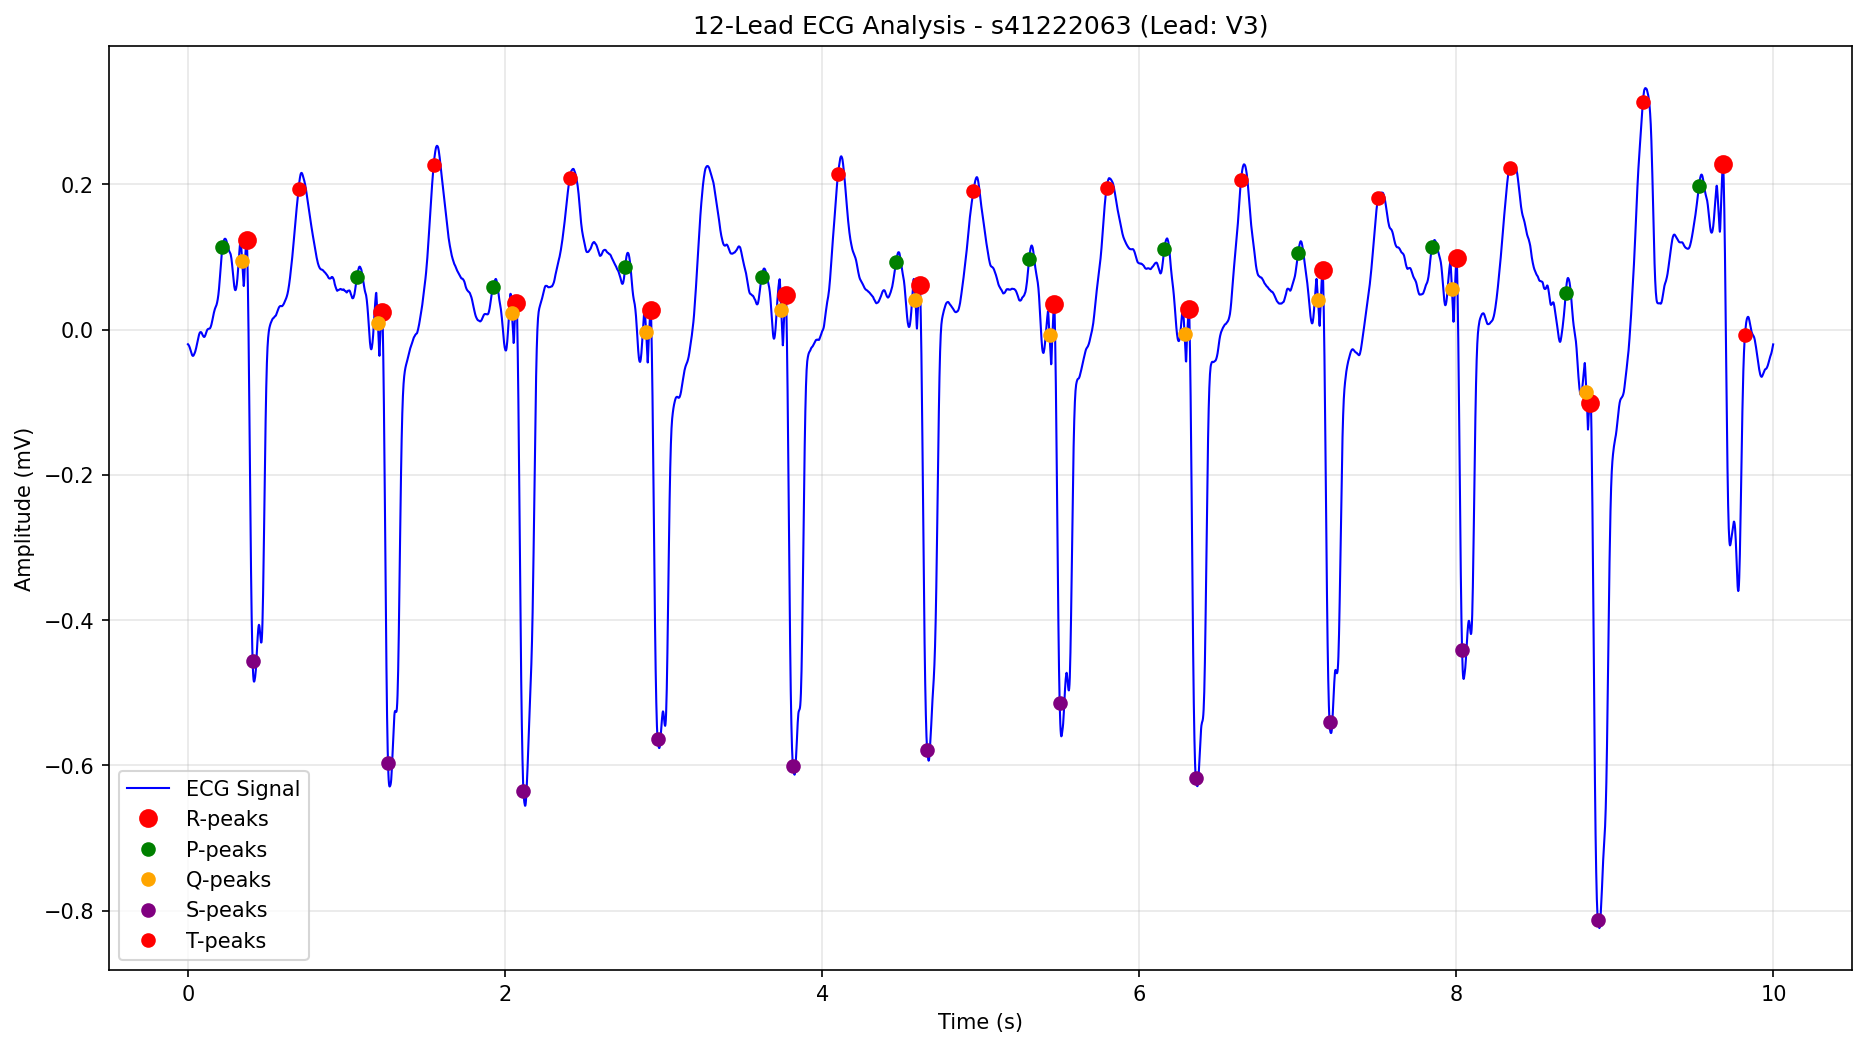 12-Lead ECG Analysis - s41222063 (Lead: V3)
Amplitude (mV)
0.2
0.0
−0.2
−0.4
−0.6
−0.8
ECG Signal
R-peaks
P-peaks
Q-peaks
S-peaks
T-peaks
0 2 4 6 8 10
Time (s)